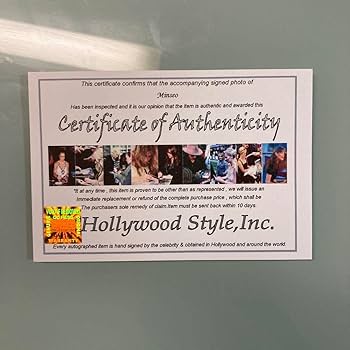 This certificate confirms that the accompanying signed photo of
Minseo
Has been inspected and it is our opinion that the item is authentic and awarded this
Certificate of Authenticity
"If at any time , this item is proven to be other than as represented , we will issue an
Immediate replacement or refund of the complete purchase price , which shall be
The purchasers sole remedy of claim.Item must be sent back within 10 days.
Hollywood Style,Inc.
Every autographed item is hand signed by the celebrity & obtained in Hollywood and around the world.